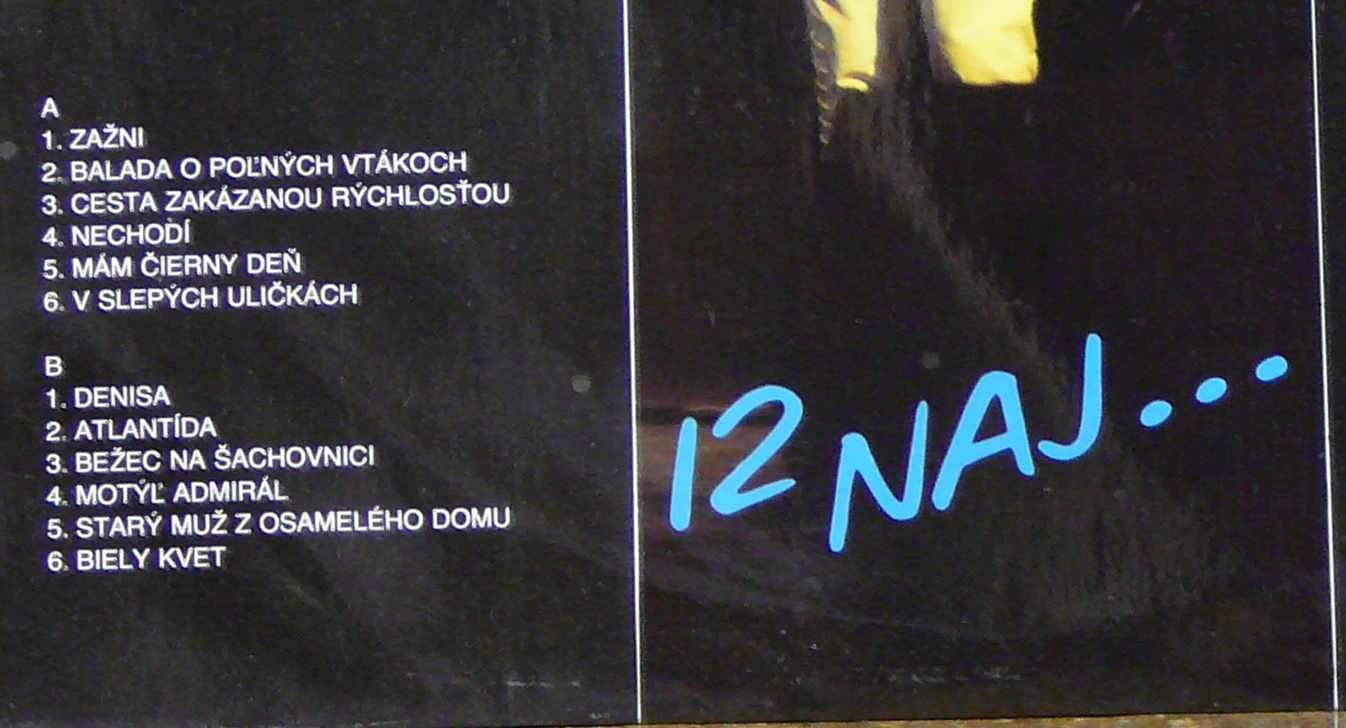 A
1. ZAŽNI
2. BALADA O POĽNÝCH VTÁKOCH
3. CESTA ZAKÁZANOU RÝCHLOSŤOU
4. NECHODÍ
5. MÁM ČIERNY DEŇ
6. V SLEPÝCH ULIČKÁCH
B
1. DENISA
2. ATLANTÍDA
3. BEŽEC NA ŠACHOVNICI
4. MOTÝĽ ADMIRÁL
5. STARÝ MUŽ Z OSAMELÉHO DOMU
6. BIELY KVET
12 NAJ...